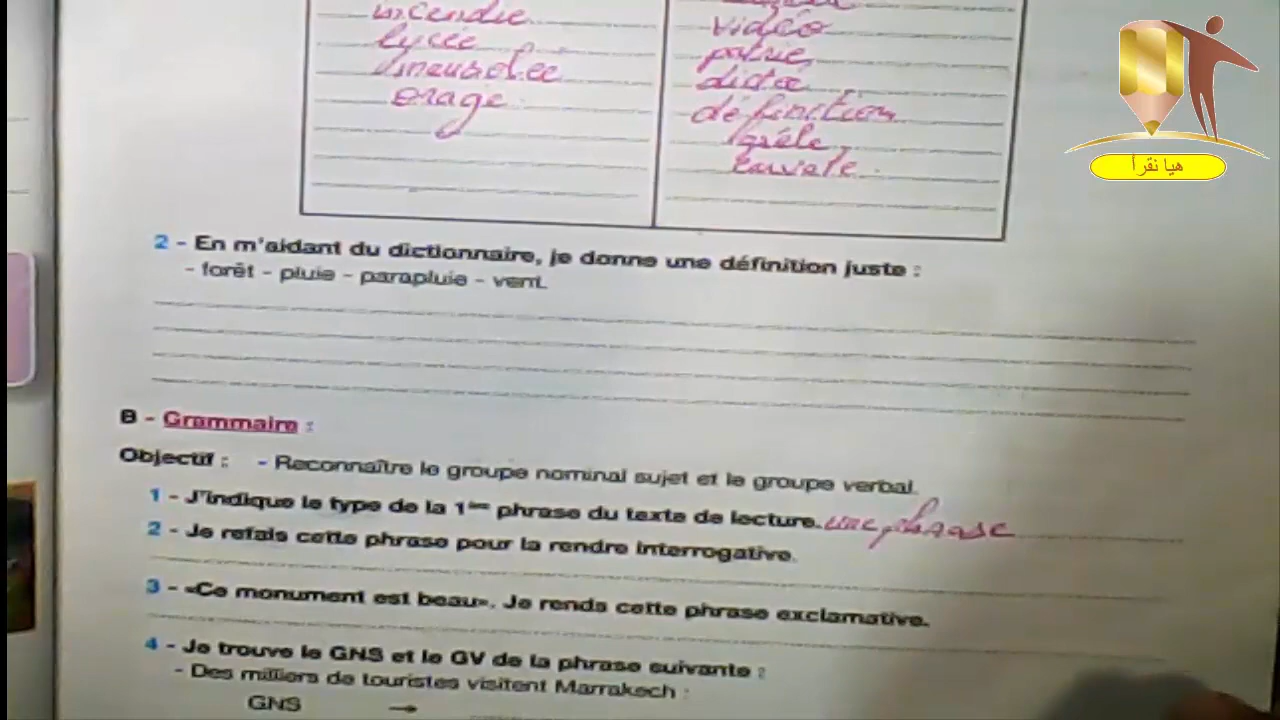 incendie
vidéo
lycée
patrie
orage
dictée
définition
grêle
2 - En m'aidant du dictionnaire, je donne une définition juste :
- forêt - pluie - parapluie - vent.
B - Grammaire :
Objectif : - Reconnaître le groupe nominal sujet et le groupe verbal.
1 - J'indique le type de la 1ère phrase du texte de lecture. une phrase
2 - Je refais cette phrase pour la rendre interrogative.
3 - «Ce monument est beau». Je rends cette phrase exclamative.
4 - Je trouve le GNS et le GV de la phrase suivante :
- Des milliers de touristes visitent Marrakech :
GNS →
هيا نقرأ